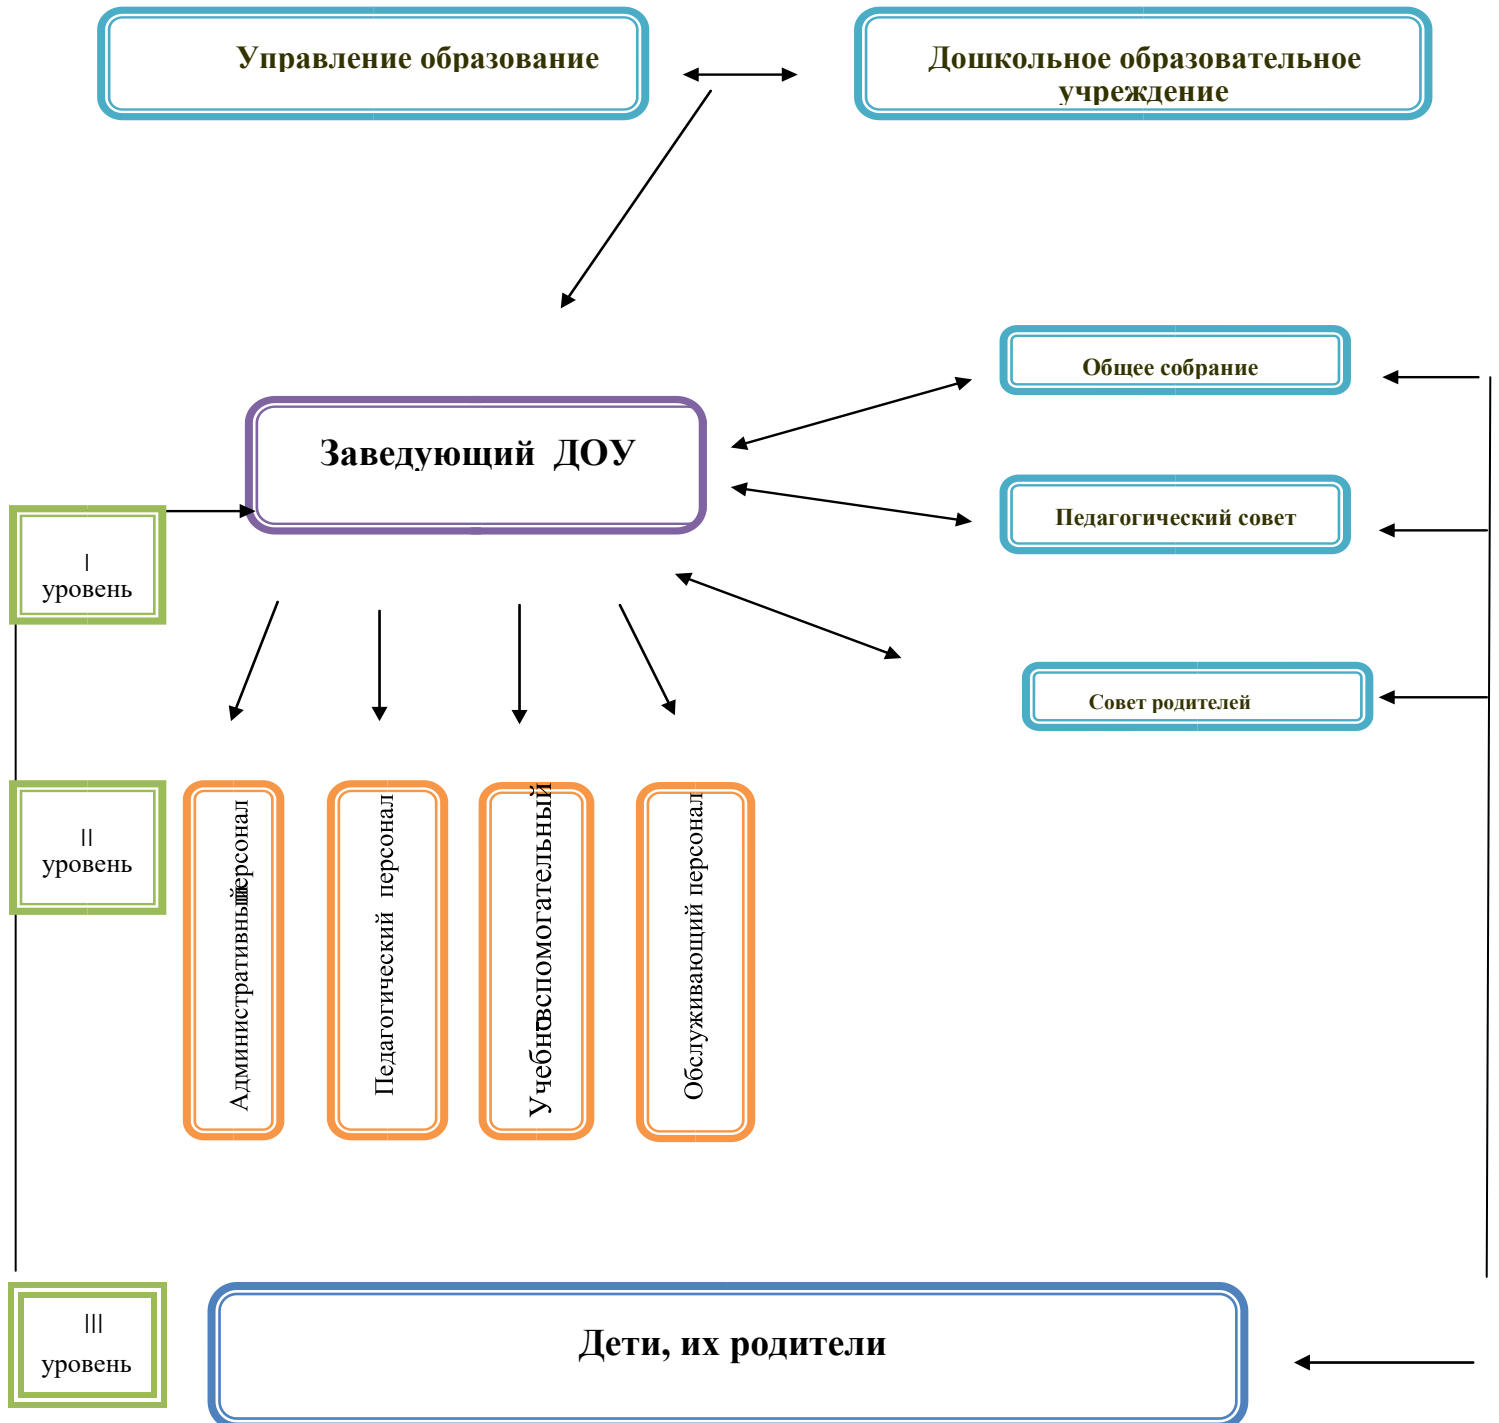 Управление образование
Дошкольное образовательное
учреждение
Общее собрание
Заведующий ДОУ
Педагогический совет
I
уровень
Совет родителей
II
уровень
Административный персонал
Педагогический персонал
Учебно-вспомогательный
Обслуживающий персонал
III
уровень
Дети, их родители